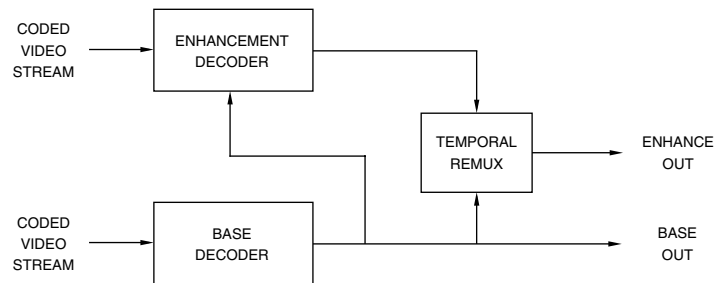 CODED
VIDEO
STREAM
ENHANCEMENT
DECODER
TEMPORAL
REMUX
ENHANCE
OUT
CODED
VIDEO
STREAM
BASE
DECODER
BASE
OUT